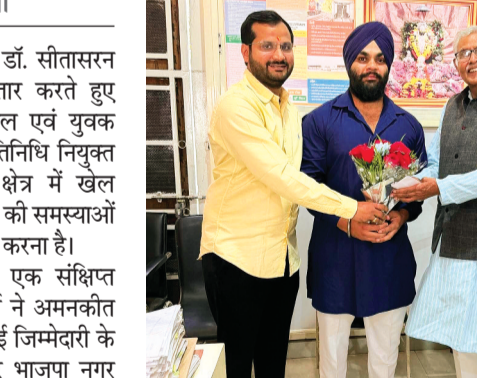 डॉ. सीतासरन
करते हुए
एवं युवक
नियुक्त
क्षेत्र में खेल
की समस्याओं
करना है।
एक संक्षिप्त
ने अमनकीत
जिम्मेदारी के
भाजपा नगर